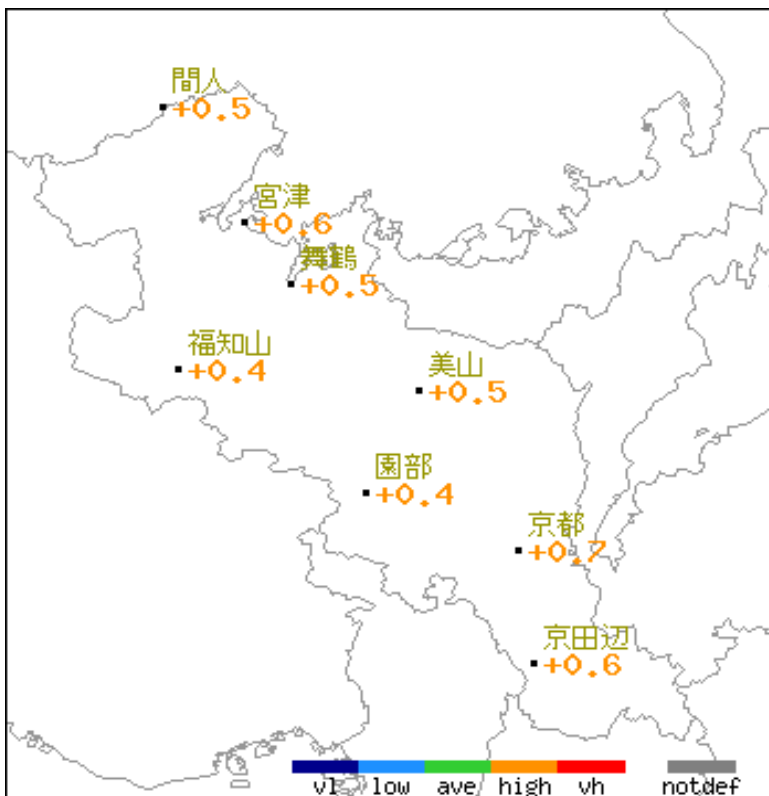 間人
+0.5
宮津
+0.6
舞鶴
+0.5
福知山
+0.4
美山
+0.5
園部
+0.4
京都
+0.7
京田辺
+0.6
vl low ave high vh notdef